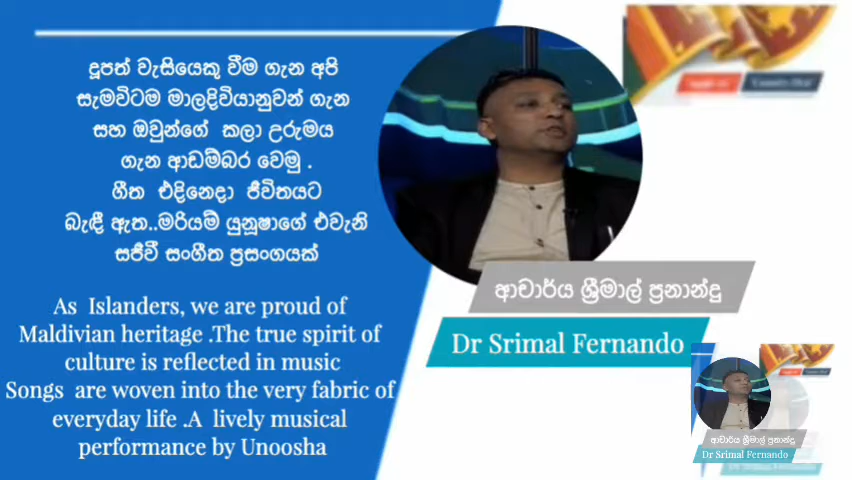 දූපත් වැසියෙකු වීම ගැන අපි
සැමවිටම මාලදිවියානුවන් ගැන
සහ ඔවුන්ගේ කලා උරුමය
ගැන ආඩම්බර වෙමු .
ගීත එදිනෙදා ජීවිතයට
බැඳී ඇත..මරියම් යුනූෂාගේ එවැනි
සජීවී සංගීත ප්‍රසංගයක්
As Islanders, we are proud of
Maldivian heritage .The true spirit of
culture is reflected in music
Songs are woven into the very fabric of
everyday life .A lively musical
performance by Unoosha
ආචාර්ය ශ්‍රීමාල් ප්‍රනාන්දු
Dr Srimal Fernando
ආචාර්ය ශ්‍රීමාල් ප්‍රනාන්දු
Dr Srimal Fernando